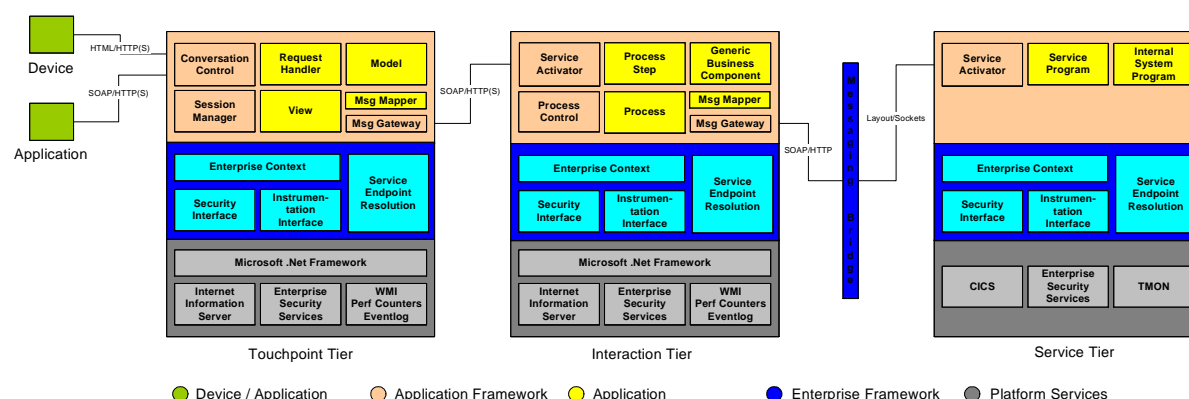 Device
HTML/HTTP(S)
SOAP/HTTP(S)
Application
Conversation
Control
Request
Handler
Model
Session
Manager
View
Msg Mapper
Msg Gateway
Enterprise Context
Security
Interface
Instrumen-
tation
Interface
Service
Endpoint
Resolution
Microsoft .Net Framework
Internet
Information
Server
Enterprise
Security
Services
WMI
Perf Counters
Eventlog
Touchpoint Tier
SOAP/HTTP(S)
Service
Activator
Process
Step
Generic
Business
Component
Process
Control
Process
Msg Mapper
Msg Gateway
Enterprise Context
Security
Interface
Instrumen-
tation
Interface
Service
Endpoint
Resolution
Microsoft .Net Framework
Internet
Information
Server
Enterprise
Security
Services
WMI
Perf Counters
Eventlog
Interaction Tier
SOAP/HTTP
Messaging Bridge
Layout/Sockets
Service
Activator
Service
Program
Internal
System
Program
Enterprise Context
Security
Interface
Instrumen-
tation
Interface
Service
Endpoint
Resolution
CICS
Enterprise
Security
Services
TMON
Service Tier
Device / Application
Application Framework
Application
Enterprise Framework
Platform Services